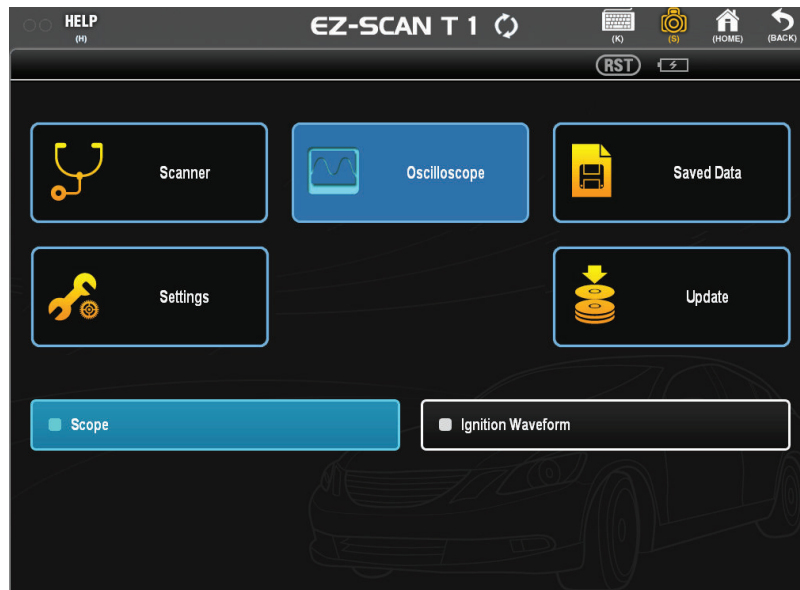 HELP
(H)
EZ-SCAN T 1
(K)
(S)
(HOME)
(BACK)
RST
Scanner
Oscilloscope
Saved Data
Settings
Update
Scope
Ignition Waveform